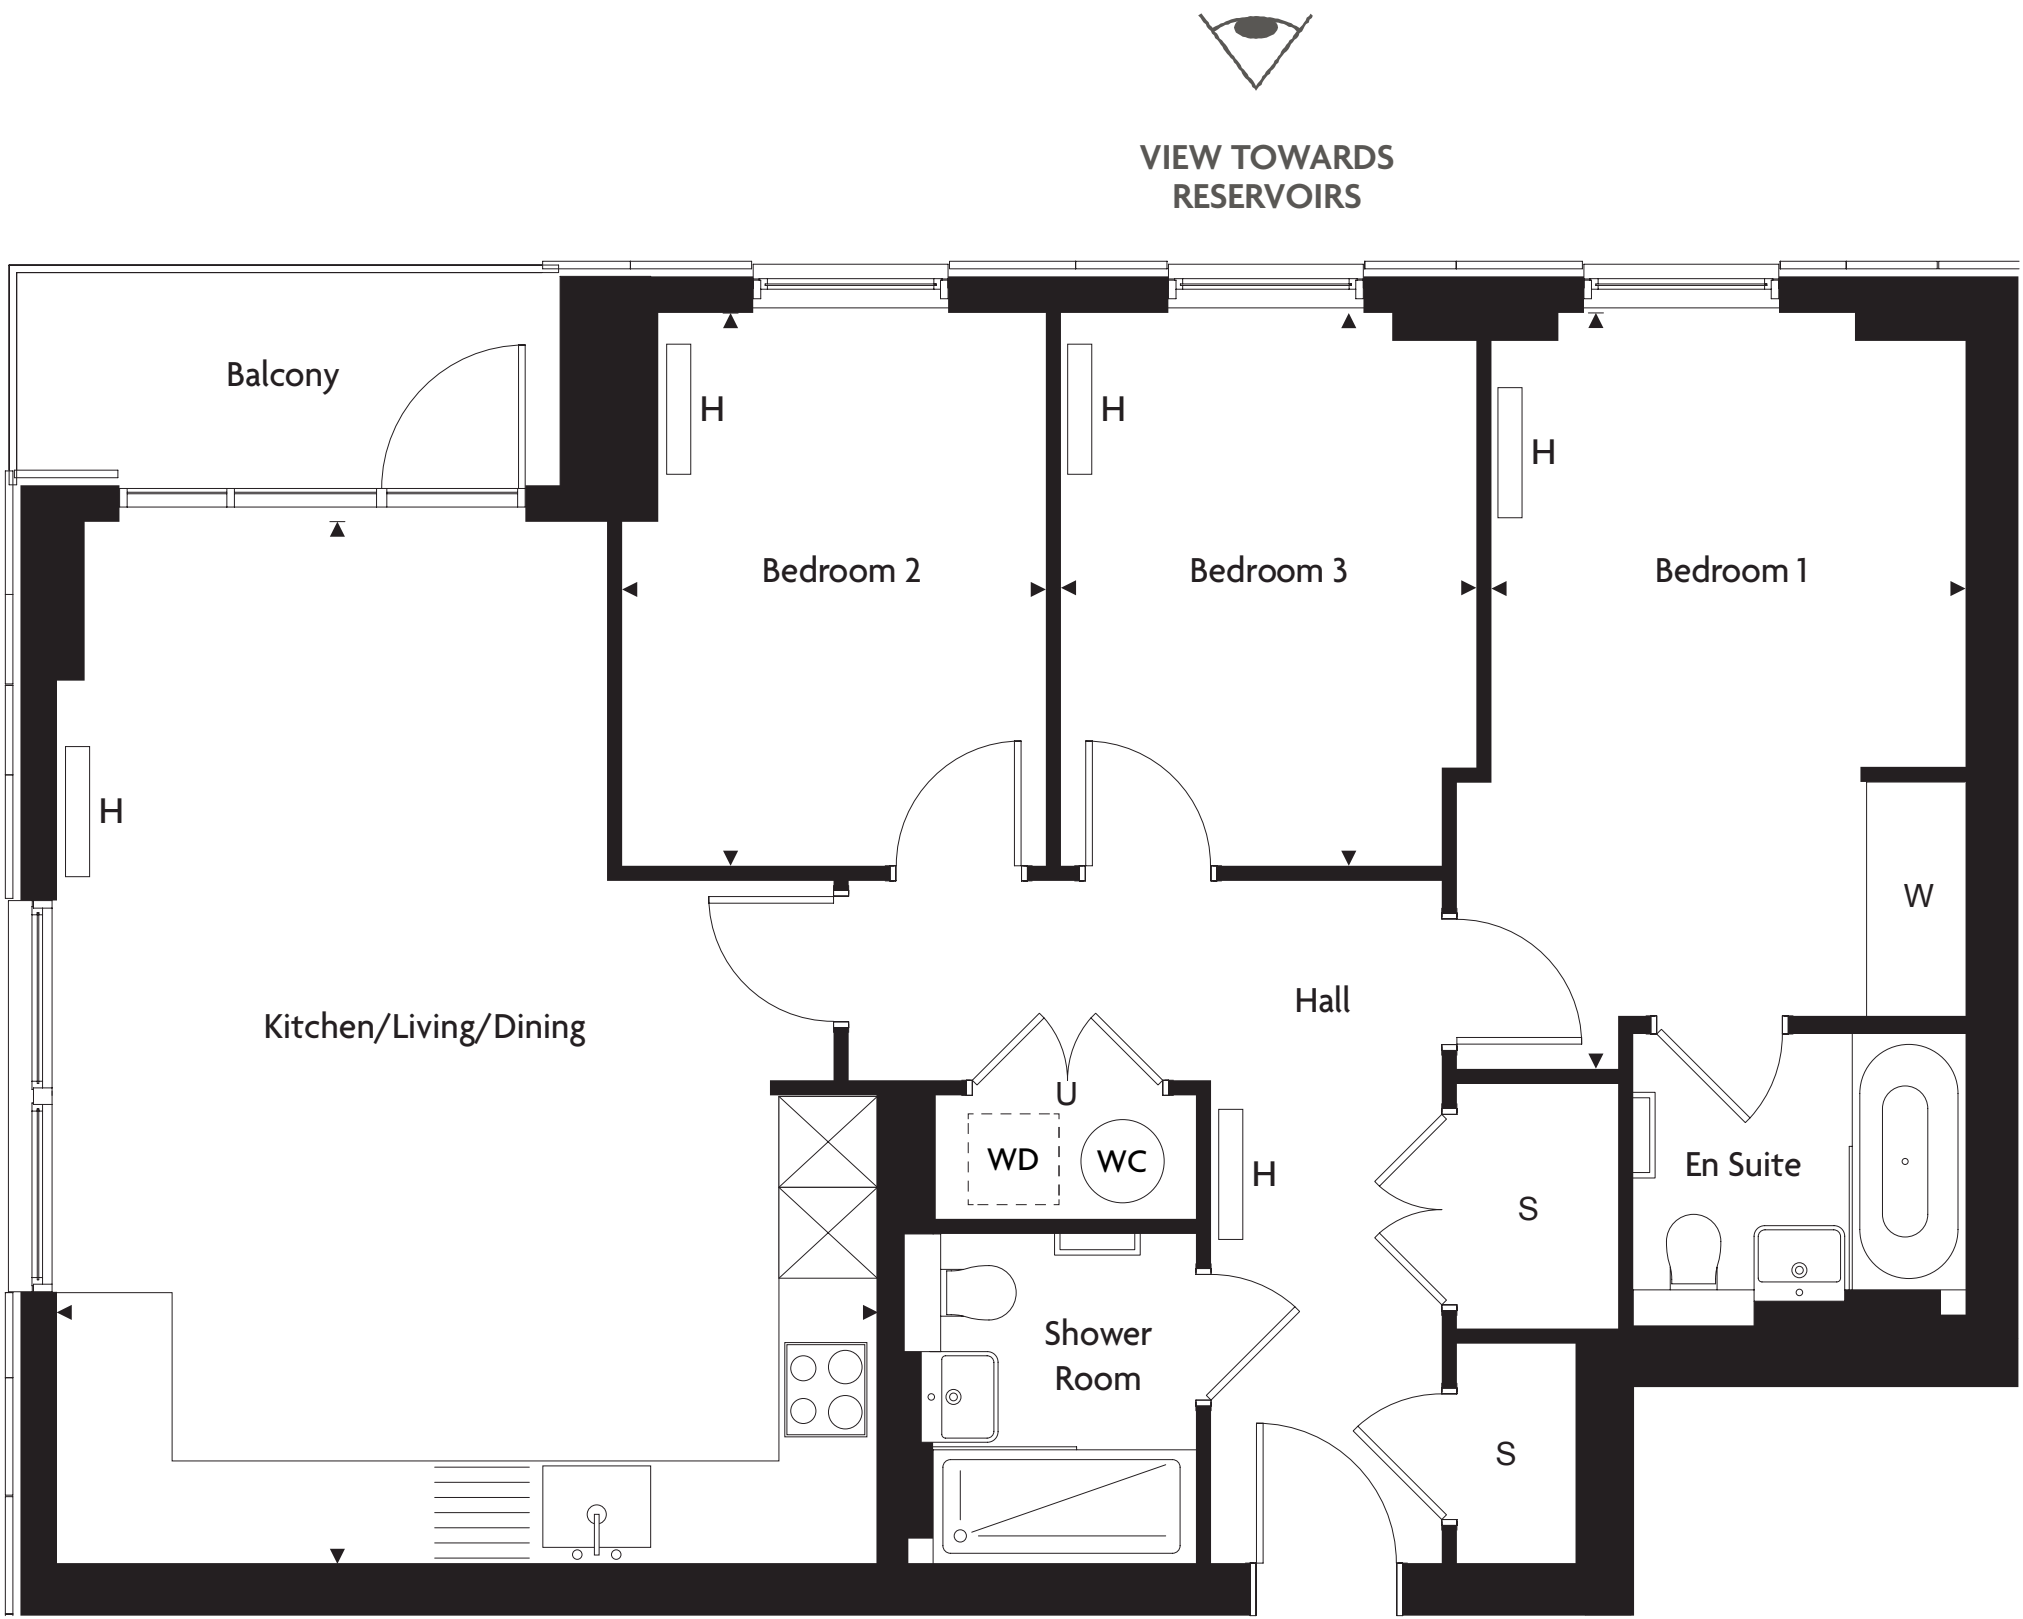 VIEW TOWARDS
RESERVOIRS
Balcony
H
H
H
Bedroom 2
Bedroom 3
Bedroom 1
H
W
Hall
Kitchen/Living/Dining
U
WD
WC
H
En Suite
S
Shower
Room
S